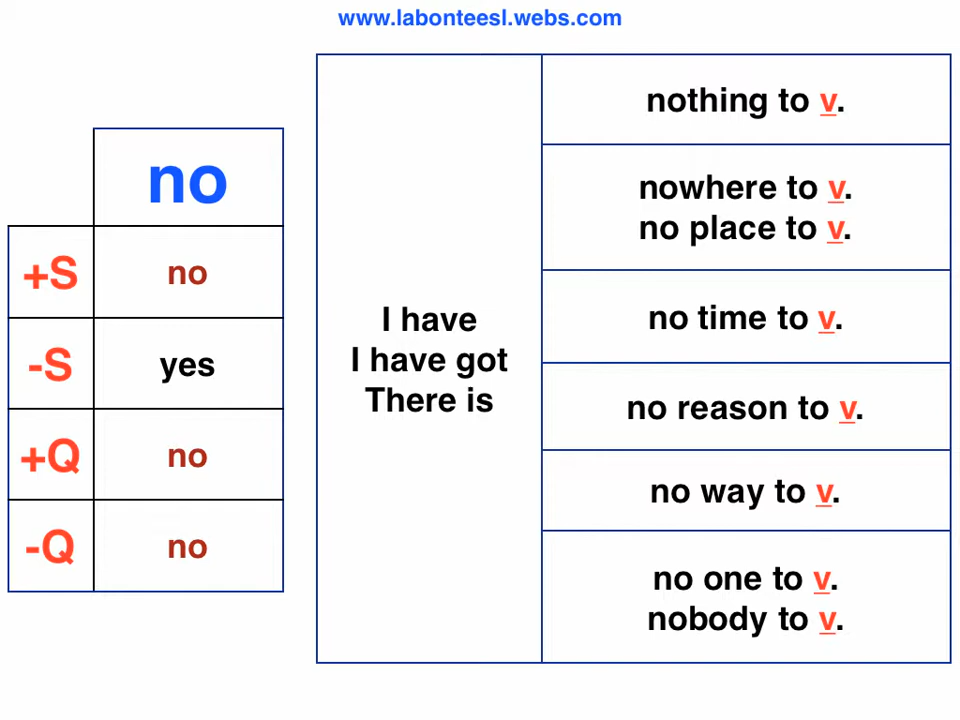 www.labonteesl.webs.com
no
+S no
-S yes
+Q no
-Q no
I have
I have got
There is
nothing to v.
nowhere to v.
no place to v.
no time to v.
no reason to v.
no way to v.
no one to v.
nobody to v.